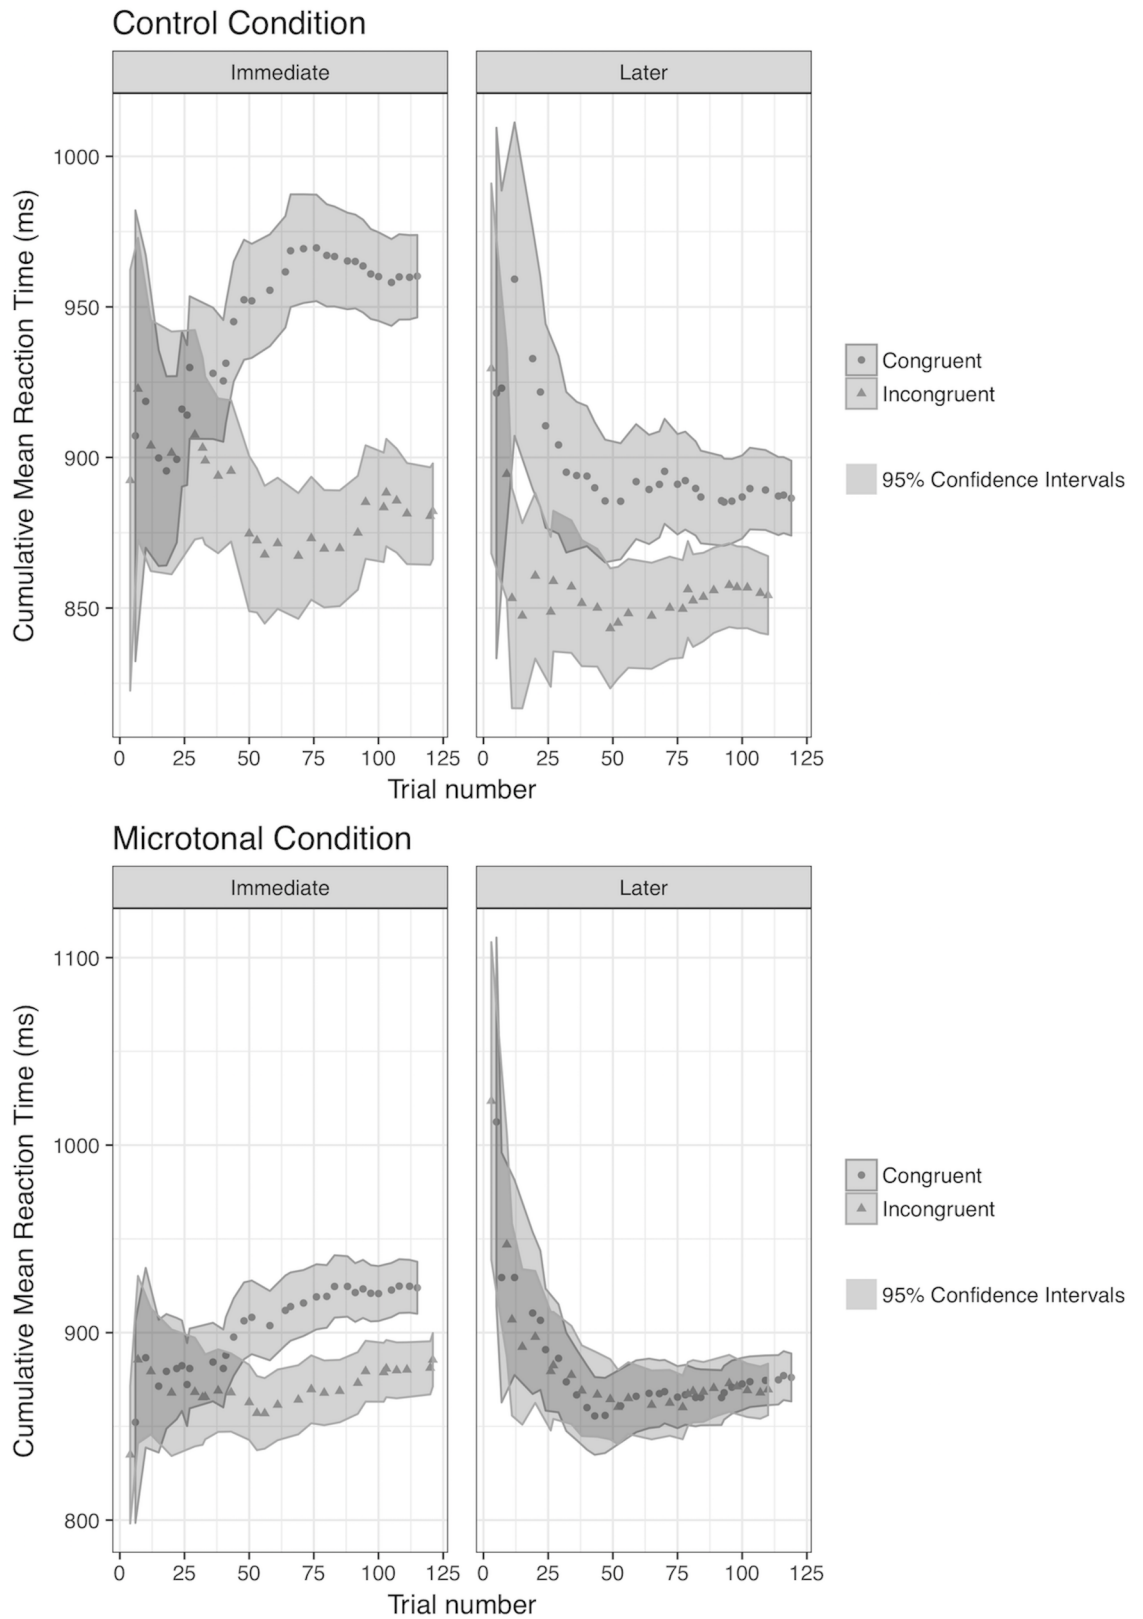 Control Condition
Immediate
Later
1000
950
900
850
Cumulative Mean Reaction Time (ms)
0 25 50 75 100 125
0 25 50 75 100 125
Trial number
Congruent
Incongruent
95% Confidence Intervals
Microtonal Condition
Immediate
Later
1100
1000
900
800
Cumulative Mean Reaction Time (ms)
0 25 50 75 100 125
0 25 50 75 100 125
Trial number
Congruent
Incongruent
95% Confidence Intervals